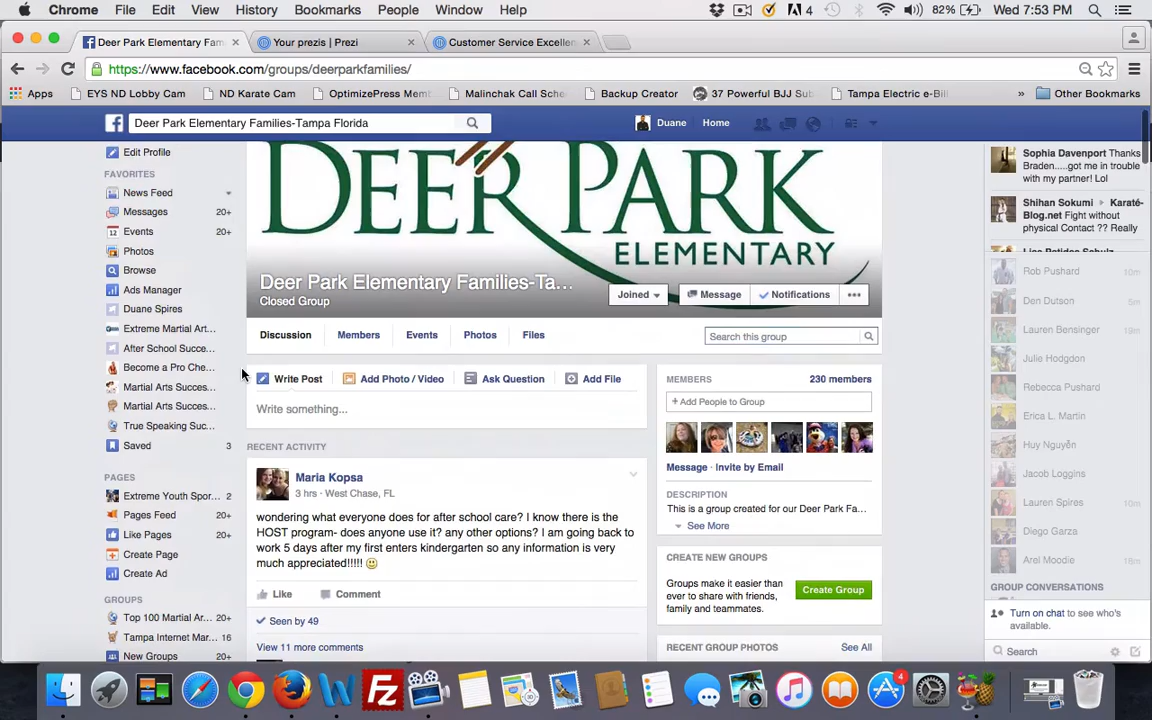 Chrome File Edit View History Bookmarks People Window Help 4 82% Wed 7:53 PM
Deer Park Elementary Fam Your prezis | Prezi Customer Service Excellen
https://www.facebook.com/groups/deerparkfamilies/
Apps EYS ND Lobby Cam ND Karate Cam OptimizePress Mem Malinchak Call Sche Backup Creator 37 Powerful BJJ Su Tampa Electric e-Bil » Other Bookmarks
Deer Park Elementary Families-Tampa Florida Duane Home
Edit Profile
FAVORITES
News Feed
Messages 20+
12 Events 20+
Photos
Browse
Ads Manager
Duane Spires
Extreme Martial Art...
After School Succe...
Become a Pro Che...
Martial Arts Succes...
Martial Arts Succes...
True Speaking Suc...
Saved 3
PAGES
Extreme Youth Spor... 2
Pages Feed 20+
Like Pages 20+
Create Page
Create Ad
GROUPS
Top 100 Martial Ar... 20+
Tampa Internet Mar... 16
New Groups 20+
DEER PARK
ELEMENTARY
Deer Park Elementary Families-Ta...
Closed Group
Joined Message Notifications •••
Discussion Members Events Photos Files Search this group
Write Post Add Photo / Video Ask Question Add File
Write something...
RECENT ACTIVITY
Maria Kopsa
3 hrs · West Chase, FL
wondering what everyone does for after school care? I know there is the
HOST program- does anyone use it? any other options? I am going back to
work 5 days after my first enters kindergarten so any information is very
much appreciated!!!!! 🙂
Like Comment
Seen by 49
View 11 more comments
MEMBERS 230 members
+ Add People to Group
Message · Invite by Email
DESCRIPTION
This is a group created for our Deer Park Fa...
See More
CREATE NEW GROUPS
Groups make it easier than
ever to share with friends,
family and teammates.
Create Group
RECENT GROUP PHOTOS See All
Sophia Davenport Thanks
Braden.....got me in trouble
with my partner! Lol
Shihan Sokumi ▸ Karaté-
Blog.net Fight without
physical Contact ?? Really
Rob Pushard 10m
Den Dutson 5m
Lauren Bensinger
Julie Hodgdon
Rebecca Pushard
Erica L. Martin
Huy Nguyễn
Jacob Loggins
Lauren Spires 10m
Diego Garza
Arel Moodie
GROUP CONVERSATIONS
Turn on chat to see who's
available.
Search
4